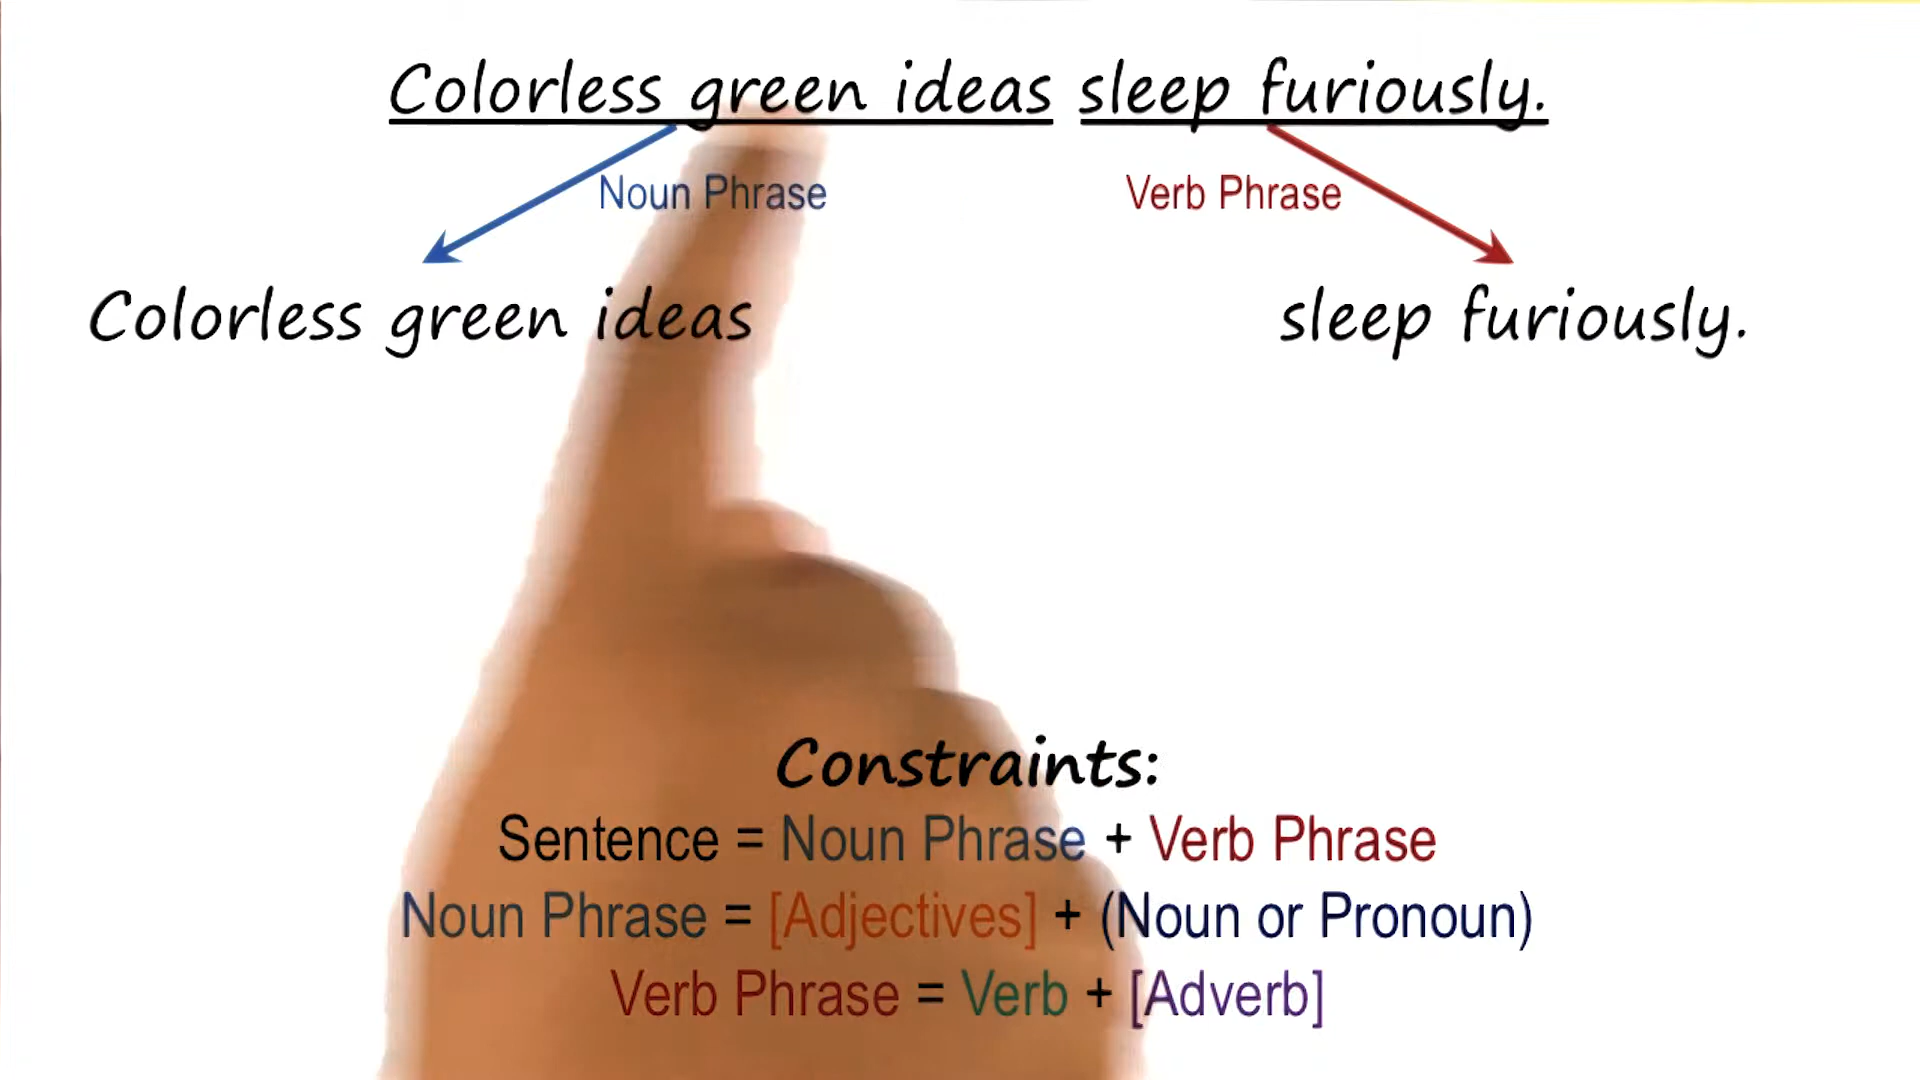 Colorless green ideas sleep furiously.
Noun Phrase Verb Phrase
Colorless green ideas sleep furiously.
Constraints:
Sentence = Noun Phrase + Verb Phrase
Noun Phrase = [Adjectives] + (Noun or Pronoun)
Verb Phrase = Verb + [Adverb]